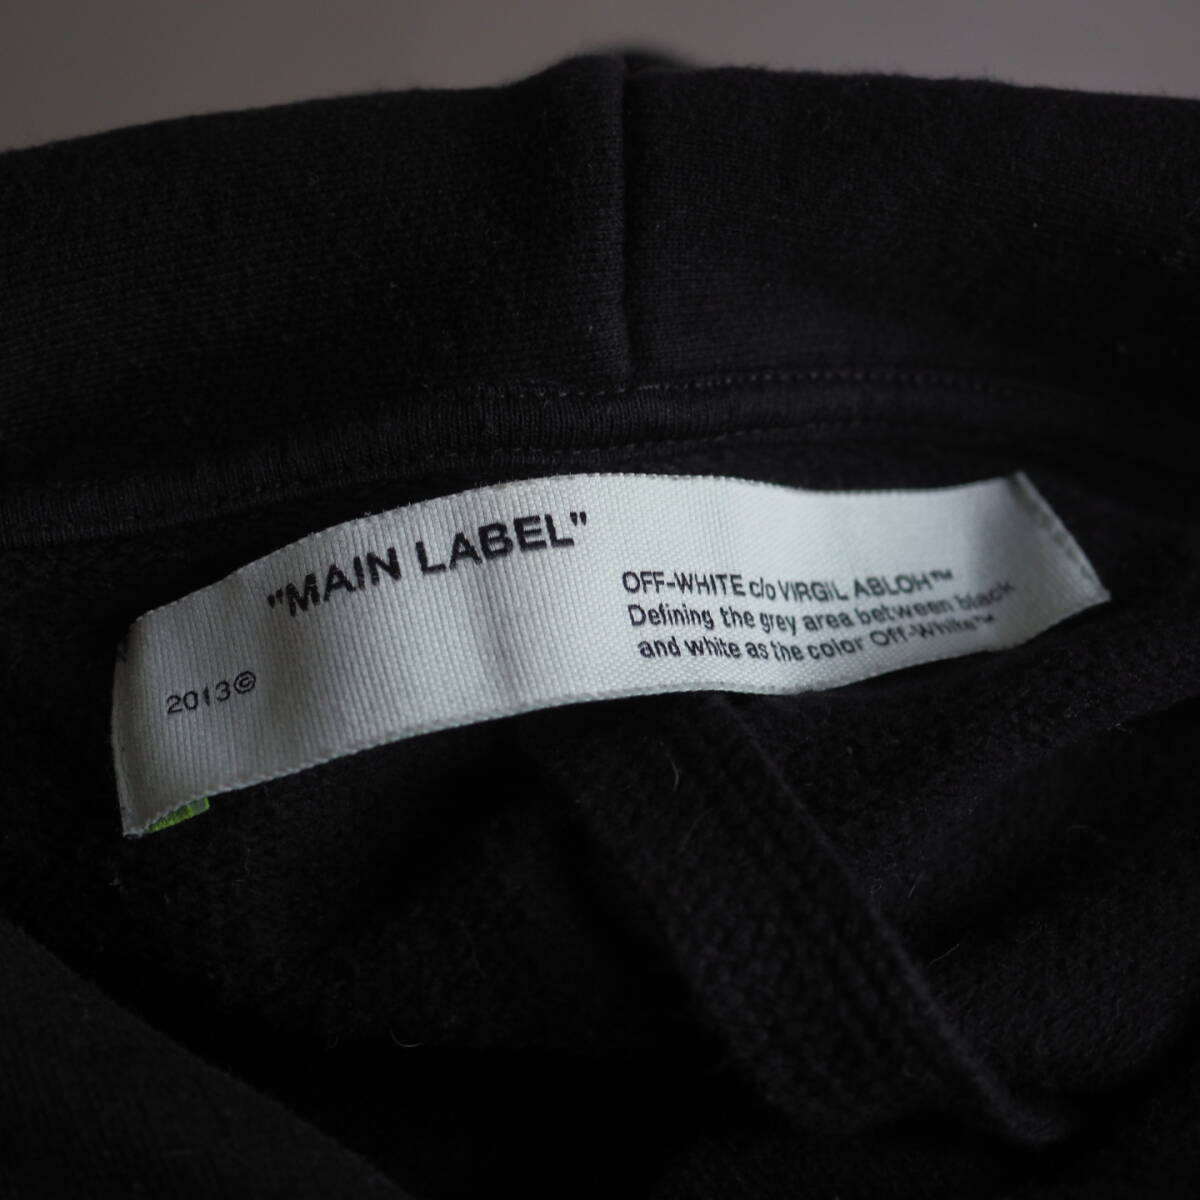 "MAIN LABEL"
2013©
OFF-WHITE c/o VIRGIL ABLOH™
Defining the grey area between black
and white as the color Off-White™